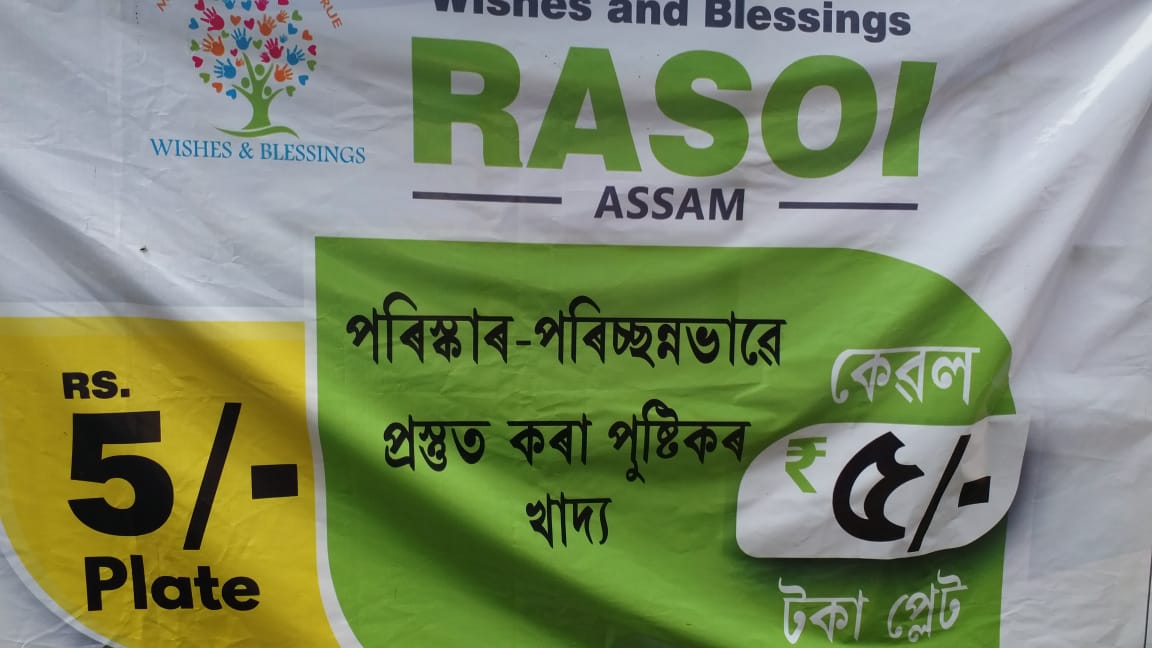 RUE
WISHES & BLESSINGS
Wishes and Blessings
RASOI
ASSAM
RS.
5/-
Plate
পৰিস্কাৰ-পৰিচ্ছন্নভাৱে
প্ৰস্তুত কৰা পুষ্টিকৰ
খাদ্য
কেৱল
₹৫/-
টকা প্লেট